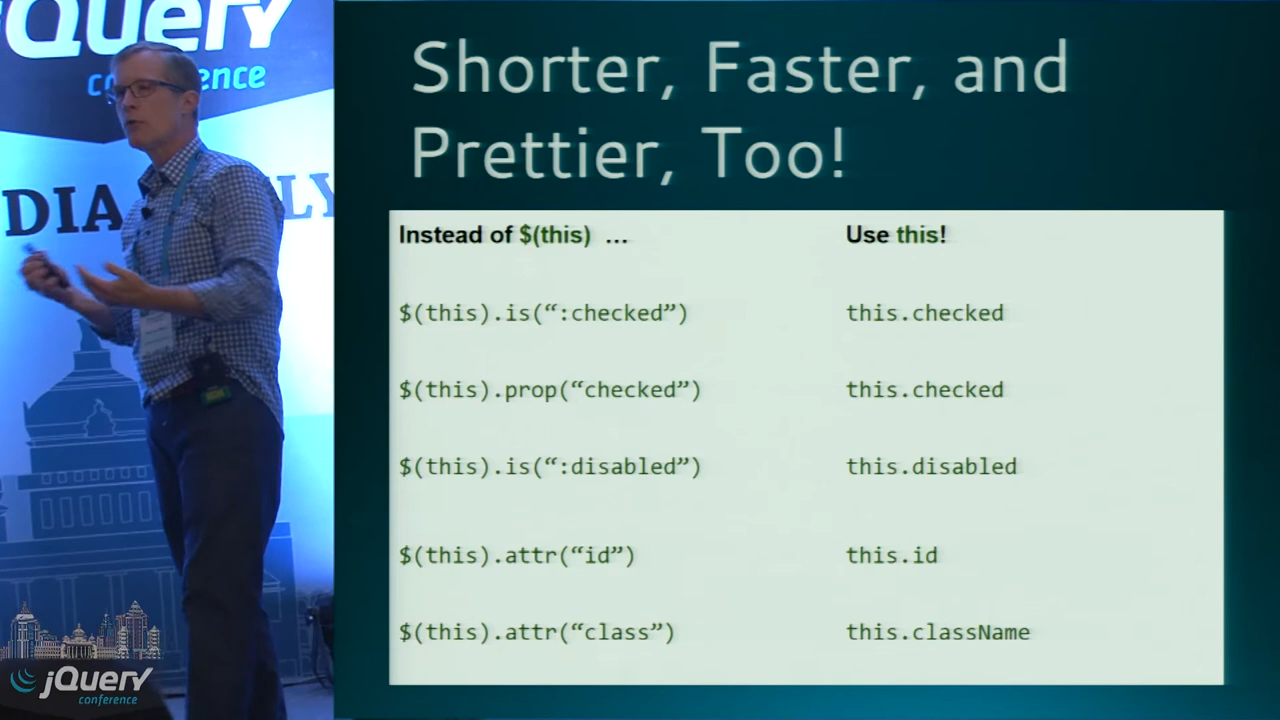 jQuery
conference
DIA
LY
Shorter, Faster, and
Prettier, Too!
Instead of $(this) … Use this!
$(this).is(“:checked”) this.checked
$(this).prop(“checked”) this.checked
$(this).is(“:disabled”) this.disabled
$(this).attr(“id”) this.id
$(this).attr(“class”) this.className
jQuery
conference